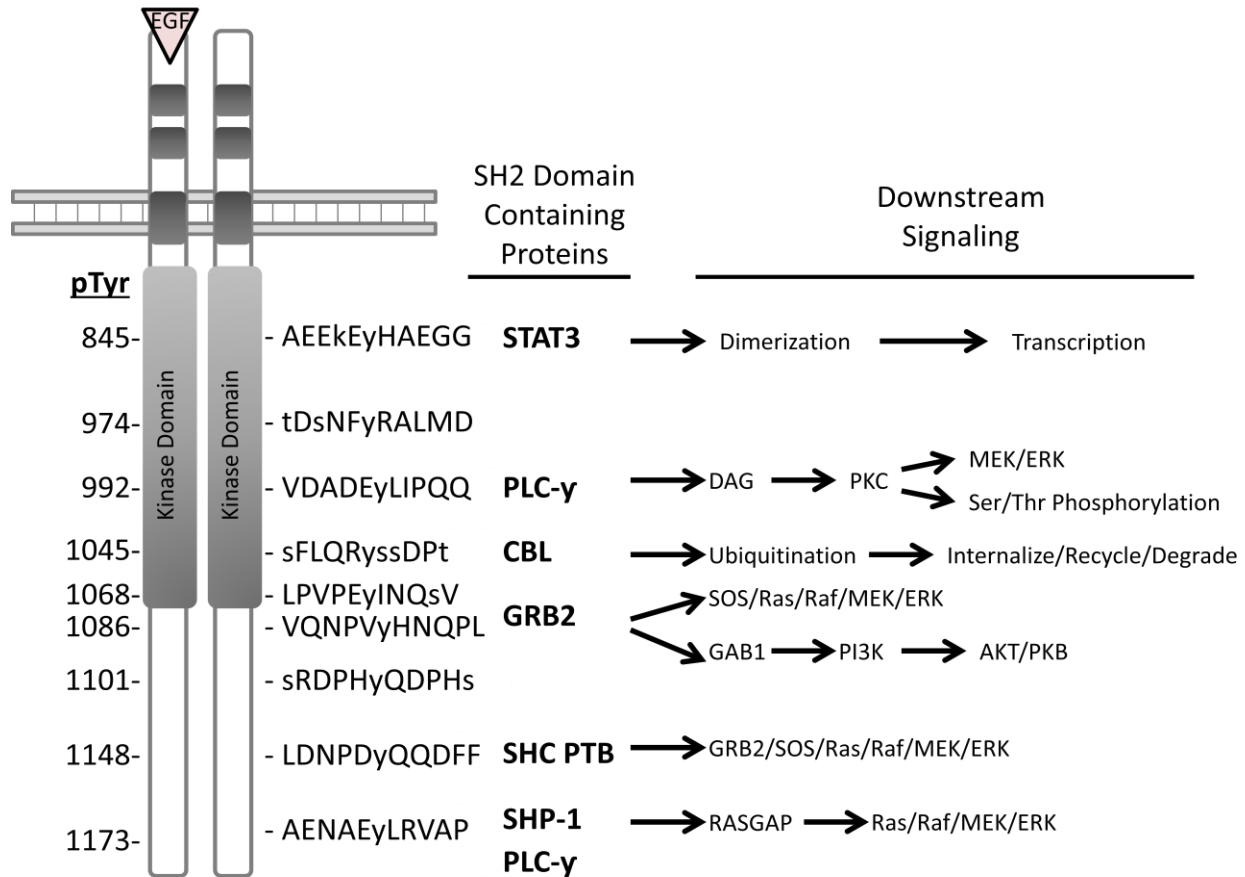 EGF
SH2 Domain
Containing
Proteins
Downstream
Signaling
pTyr
Kinase Domain
Kinase Domain
845- - AEEkEyHAEGG STAT3 Dimerization Transcription
974- - tDsNFyRALMD
992- - VDADEyLIPQQ PLC-γ DAG PKC MEK/ERK
Ser/Thr Phosphorylation
1045- - sFLQRyssDPt CBL Ubiquitination Internalize/Recycle/Degrade
1068- - LPVPEyINQsV GRB2 SOS/Ras/Raf/MEK/ERK
1086- - VQNPVyHNQPL GAB1 PI3K AKT/PKB
1101- - sRDPHyQDPHs
1148- - LDNPDyQQDFF SHC PTB GRB2/SOS/Ras/Raf/MEK/ERK
1173- - AENAEyLRVAP SHP-1 RASGAP Ras/Raf/MEK/ERK
PLC-γ